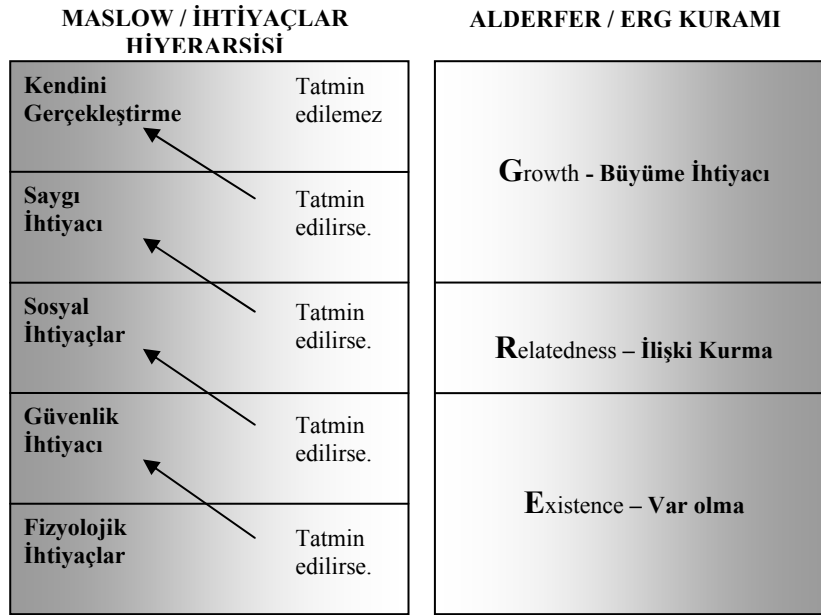 MASLOW / İHTİYAÇLAR
HİYERARSİSİ
Kendini
Gerçekleştirme
Tatmin
edilemez
Saygı
İhtiyacı
Tatmin
edilirse.
Sosyal
İhtiyaçlar
Tatmin
edilirse.
Güvenlik
İhtiyacı
Tatmin
edilirse.
Fizyolojik
İhtiyaçlar
Tatmin
edilirse.
ALDERFER / ERG KURAMI
Growth - Büyüme İhtiyacı
Relatedness – İlişki Kurma
Existence – Var olma